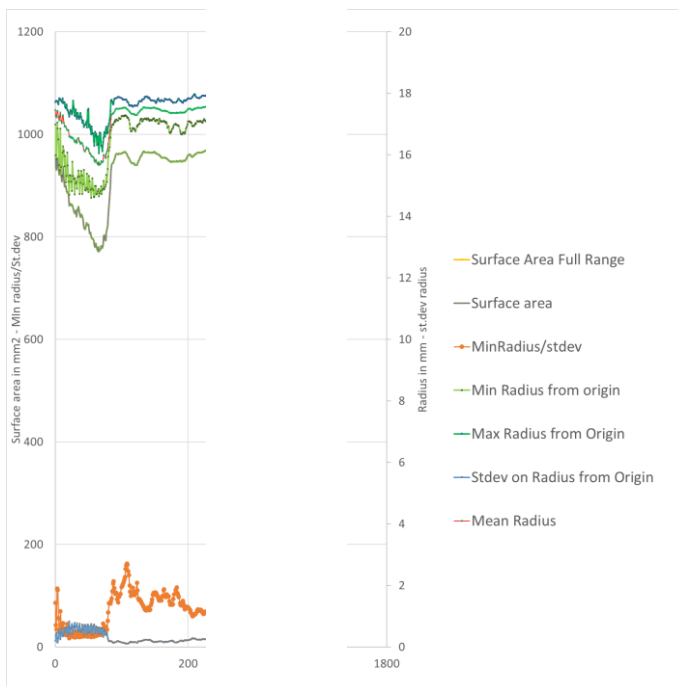 1200
1000
800
600
400
200
0
Surface area in mm2 - Min radius/St.dev
0
200
1800
20
18
16
14
12
10
8
6
4
2
0
Radius in mm - st.dev radius
Surface Area Full Range
Surface area
MinRadius/stdev
Min Radius from origin
Max Radius from Origin
Stdev on Radius from Origin
Mean Radius